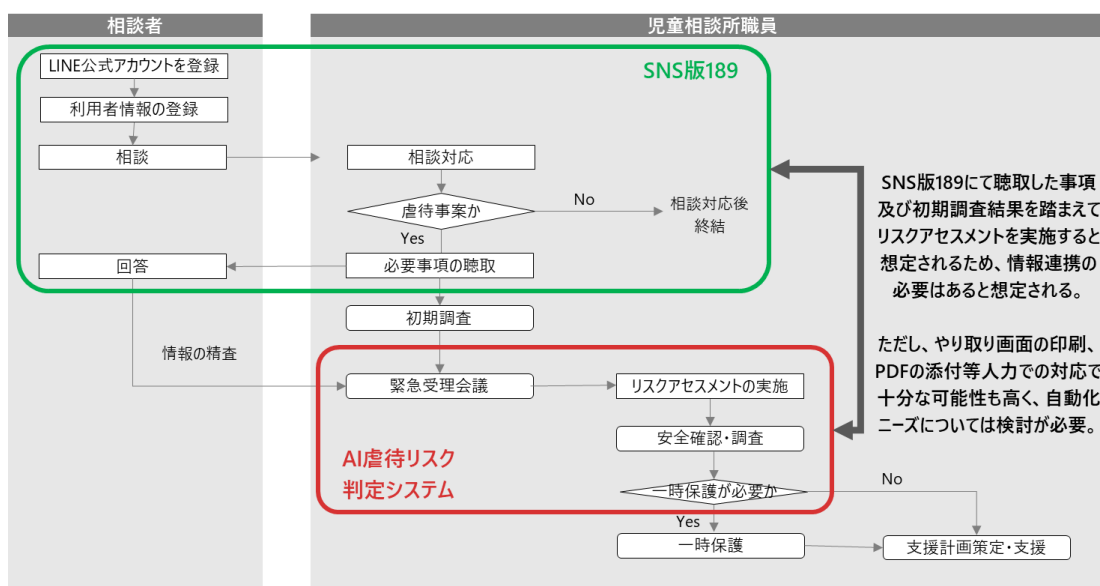 相談者
児童相談所職員
LINE公式アカウントを登録
SNS版189
利用者情報の登録
相談
相談対応
虐待事案か
No
相談対応後
終結
Yes
回答
必要事項の聴取
初期調査
情報の精査
緊急受理会議
リスクアセスメントの実施
安全確認・調査
AI虐待リスク
判定システム
一時保護が必要か
No
Yes
一時保護
支援計画策定・支援
SNS版189にて聴取した事項
及び初期調査結果を踏まえて
リスクアセスメントを実施すると
想定されるため、情報連携の
必要はあると想定される。
ただし、やり取り画面の印刷、
PDFの添付等人力での対応で
十分な可能性も高く、自動化
ニーズについては検討が必要。